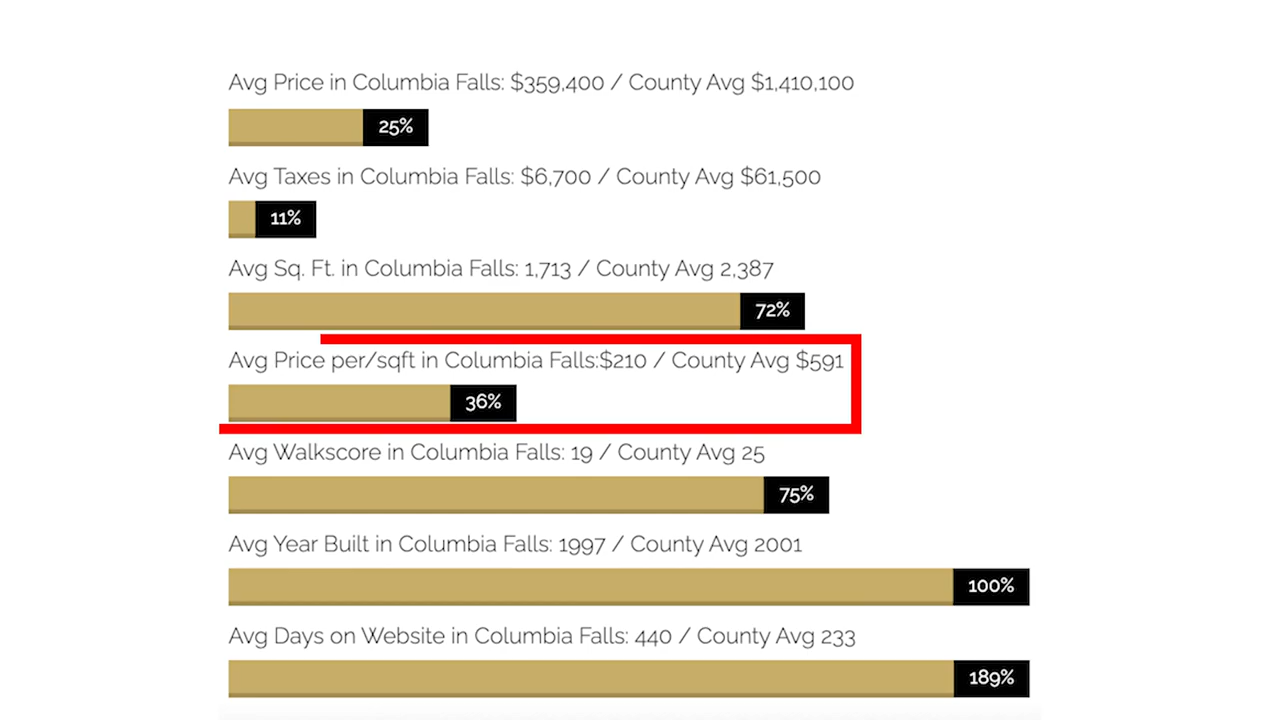 Avg Price in Columbia Falls: $359,400 / County Avg $1,410,100
25%
Avg Taxes in Columbia Falls: $6,700 / County Avg $61,500
11%
Avg Sq. Ft. in Columbia Falls: 1,713 / County Avg 2,387
72%
Avg Price per/sqft in Columbia Falls:$210 / County Avg $591
36%
Avg Walkscore in Columbia Falls: 19 / County Avg 25
75%
Avg Year Built in Columbia Falls: 1997 / County Avg 2001
100%
Avg Days on Website in Columbia Falls: 440 / County Avg 233
189%